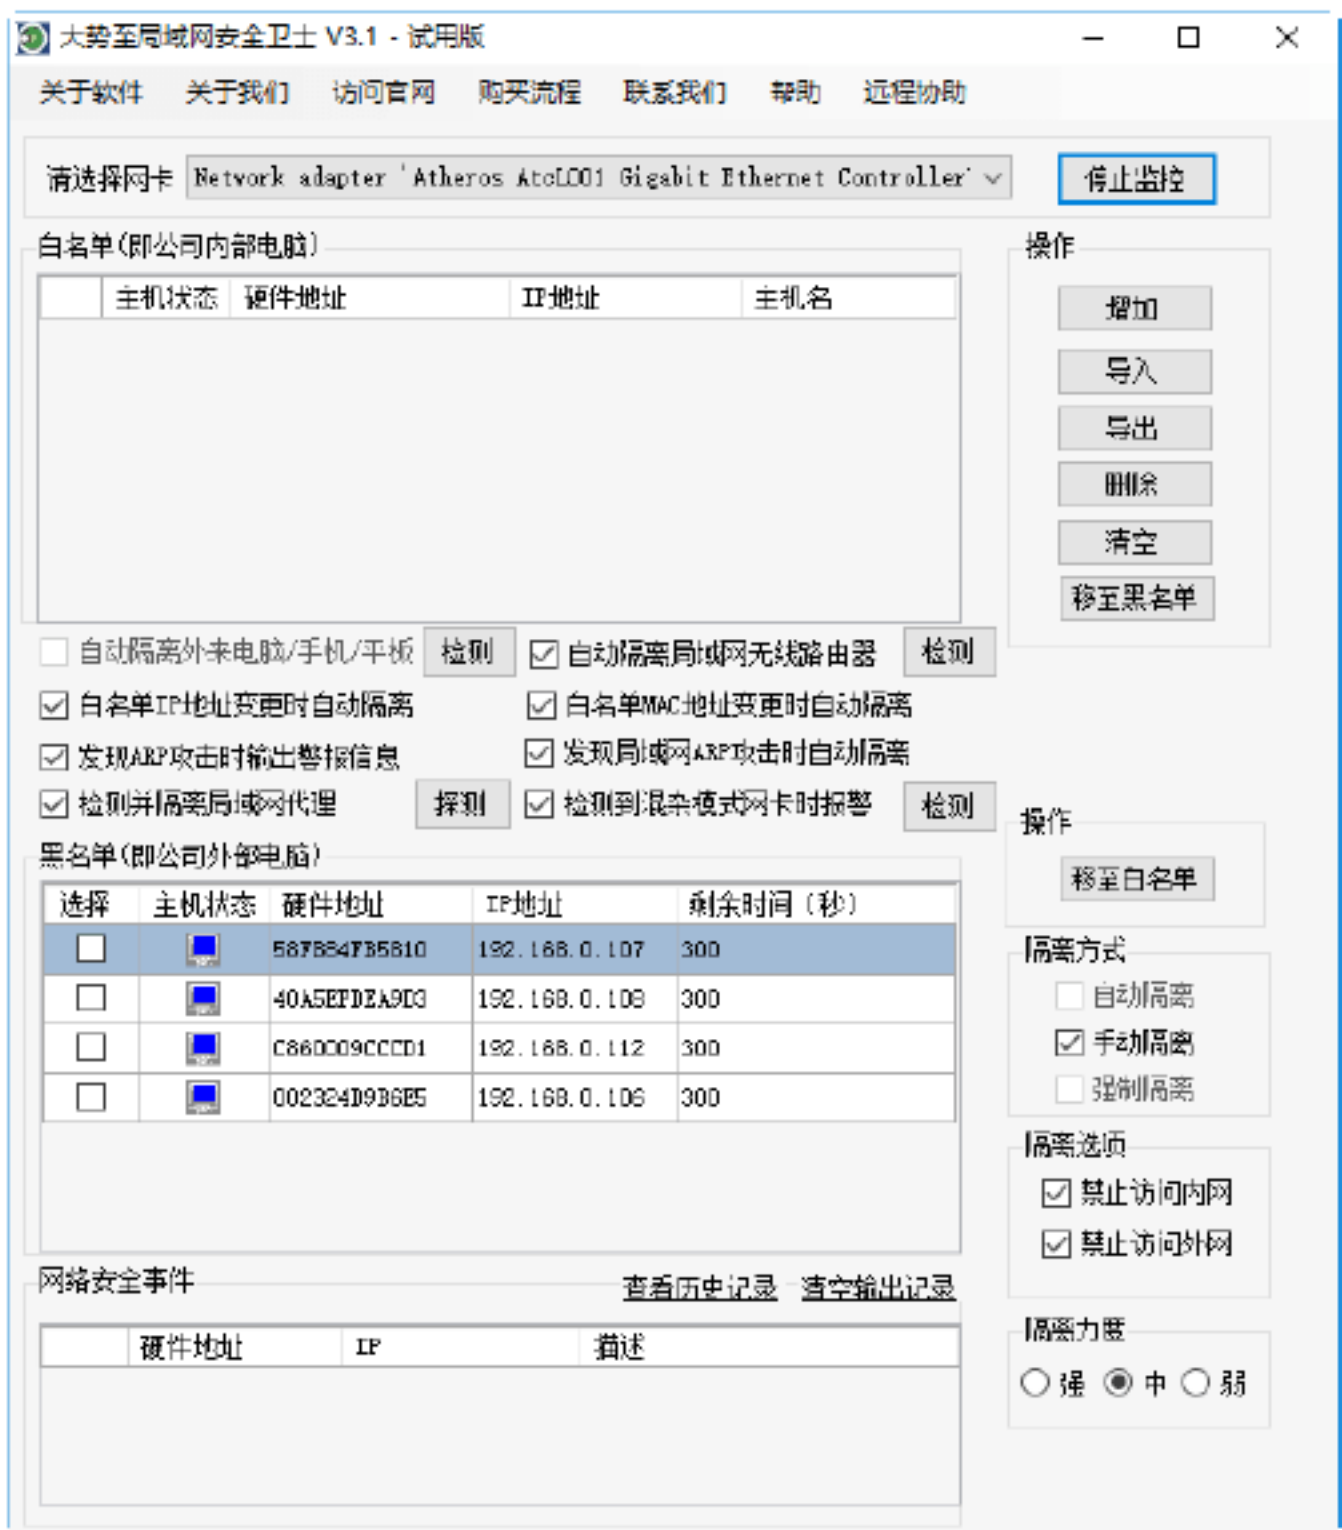 大势至局域网安全卫士 V3.1 - 试用版
关于软件 关于我们 访问官网 购买流程 联系我们 帮助 远程协助
请选择网卡 Network adapter 'Atheros AtcL001 Gigabit Ethernet Controller' 停止监控
白名单(即公司内部电脑)
主机状态 硬件地址 IP地址 主机名
操作
增加
导入
导出
删除
清空
移至黑名单
自动隔离外来电脑/手机/平板 检测 自动隔离局域网无线路由器 检测
白名单IP地址变更时自动隔离 白名单MAC地址变更时自动隔离
发现ARP攻击时输出警报信息 发现局域网ARP攻击时自动隔离
检测并隔离局域网代理 探测 检测到混杂模式网卡时报警 检测
黑名单(即公司外部电脑)
选择 主机状态 硬件地址 IP地址 剩余时间（秒）
192.168.0.107 300
40A5EFDEA9D3 192.168.0.108 300
C860009CCCD1 192.168.0.112 300
002324D9B6E5 192.168.0.106 300
操作
移至白名单
隔离方式
自动隔离
手动隔离
强制隔离
隔离选项
禁止访问内网
禁止访问外网
网络安全事件 查看历史记录 清空输出记录
硬件地址 IP 描述
隔离力度
强 中 弱